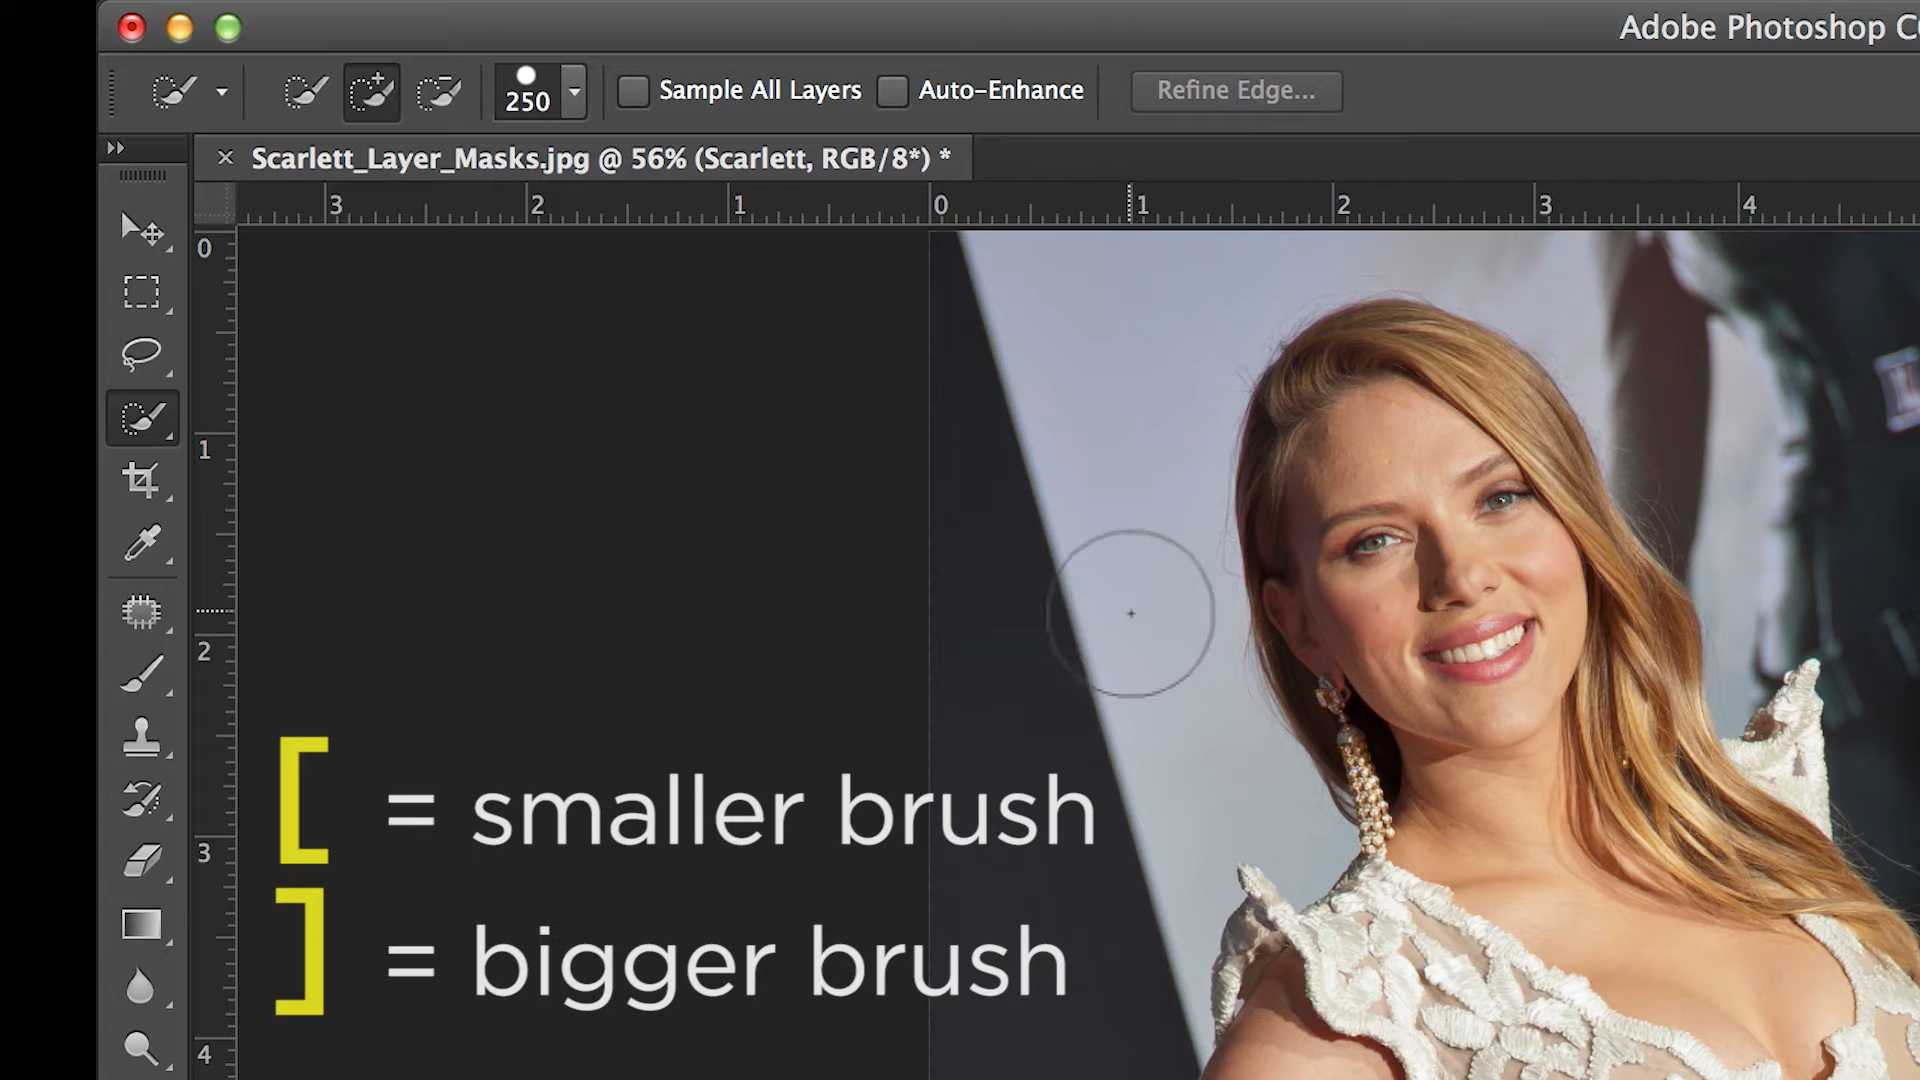 Adobe Photoshop
250
Sample All Layers
Auto-Enhance
Refine Edge...
× Scarlett_Layer_Masks.jpg @ 56% (Scarlett, RGB/8*) *
3 2 1 0 1 2 3 4
0
1
2
3
4
[ = smaller brush
] = bigger brush